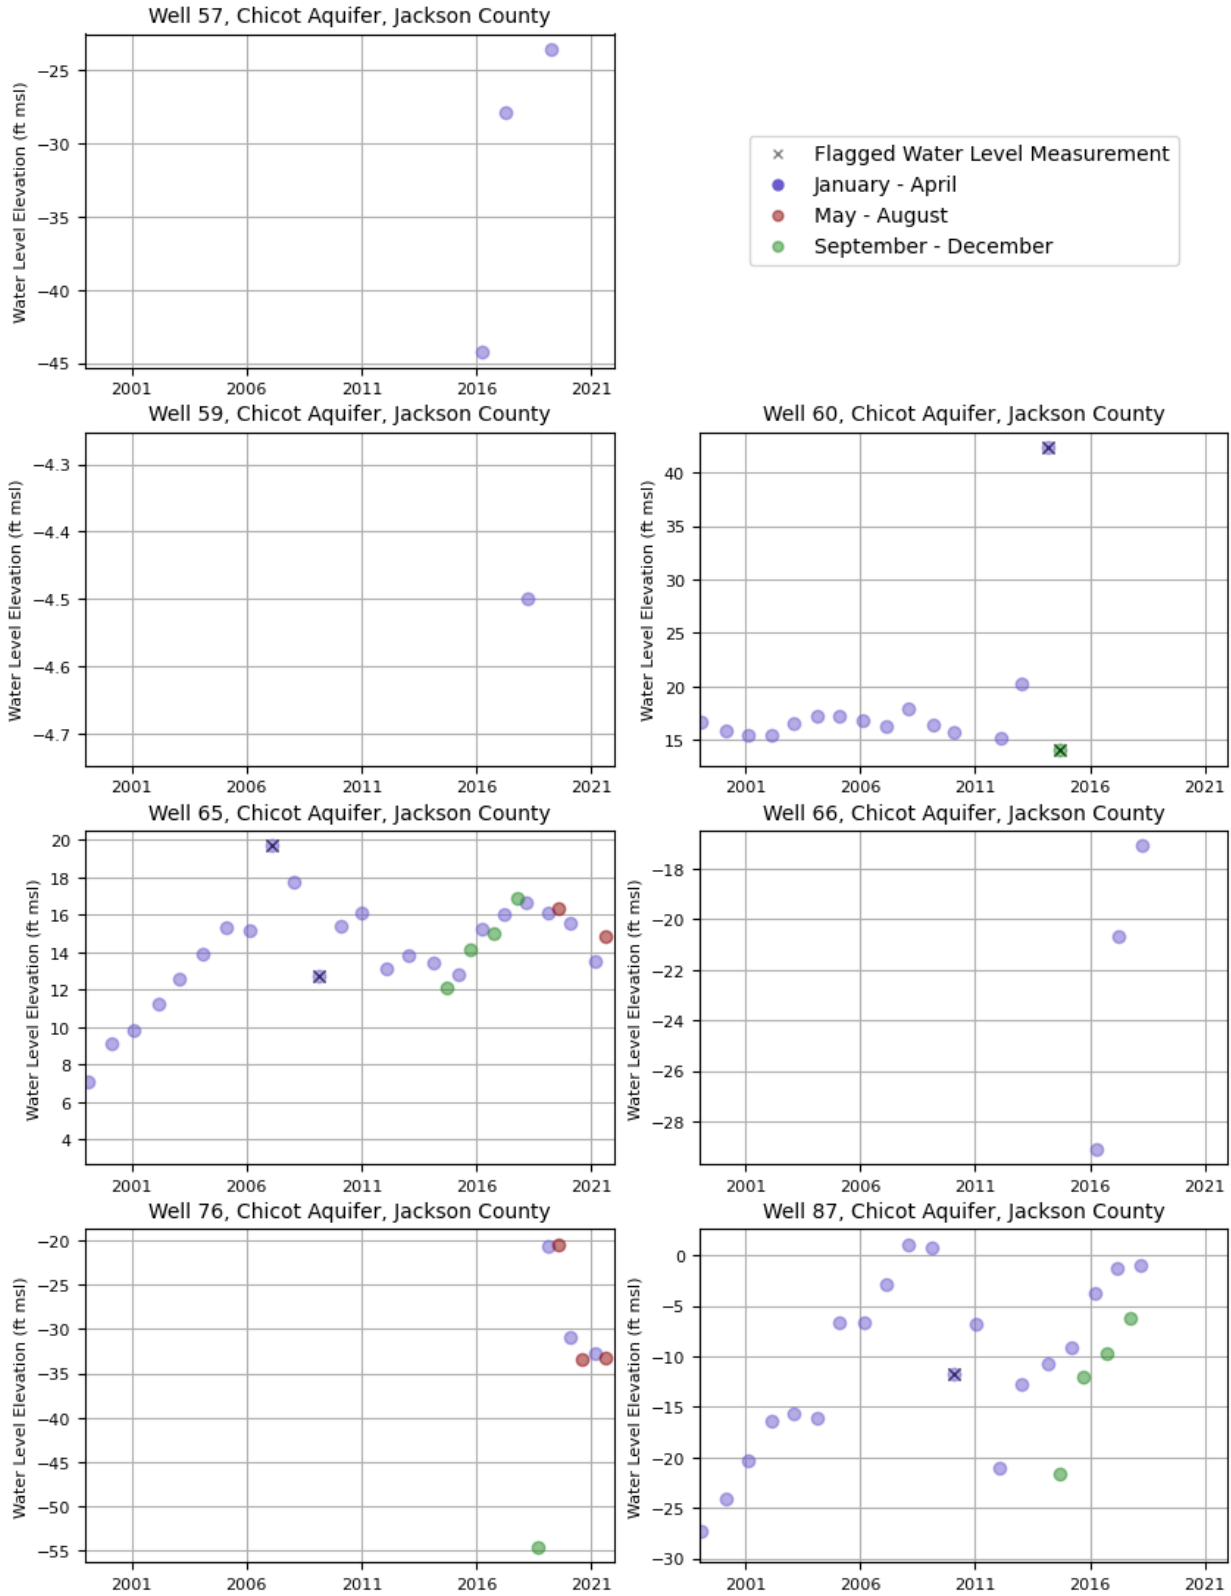 Well 57, Chicot Aquifer, Jackson County
Water Level Elevation (ft msl)
−25
−30
−35
−40
−45
2001 2006 2011 2016 2021
Flagged Water Level Measurement
January - April
May - August
September - December
Well 59, Chicot Aquifer, Jackson County
Water Level Elevation (ft msl)
−4.3
−4.4
−4.5
−4.6
−4.7
2001 2006 2011 2016 2021
Well 60, Chicot Aquifer, Jackson County
Water Level Elevation (ft msl)
40
35
30
25
20
15
2001 2006 2011 2016 2021
Well 65, Chicot Aquifer, Jackson County
Water Level Elevation (ft msl)
20
18
16
14
12
10
8
6
4
2001 2006 2011 2016 2021
Well 66, Chicot Aquifer, Jackson County
Water Level Elevation (ft msl)
−18
−20
−22
−24
−26
−28
2001 2006 2011 2016 2021
Well 76, Chicot Aquifer, Jackson County
Water Level Elevation (ft msl)
−20
−25
−30
−35
−40
−45
−50
−55
2001 2006 2011 2016 2021
Well 87, Chicot Aquifer, Jackson County
Water Level Elevation (ft msl)
0
−5
−10
−15
−20
−25
−30
2001 2006 2011 2016 2021